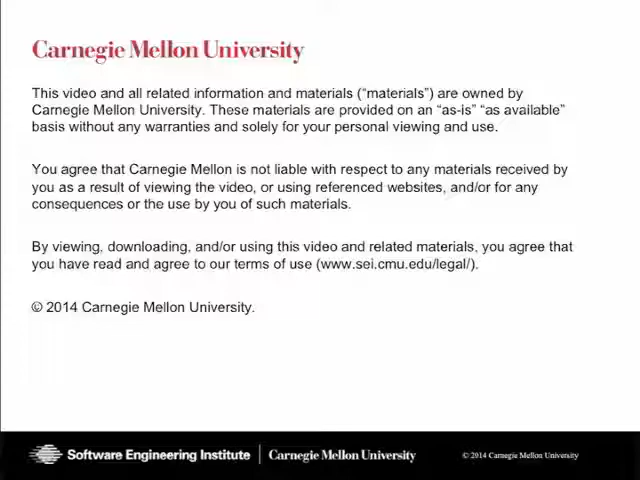 Carnegie Mellon University
This video and all related information and materials (“materials”) are owned by
Carnegie Mellon University. These materials are provided on an “as-is” “as available”
basis without any warranties and solely for your personal viewing and use.
You agree that Carnegie Mellon is not liable with respect to any materials received by
you as a result of viewing the video, or using referenced websites, and/or for any
consequences or the use by you of such materials.
By viewing, downloading, and/or using this video and related materials, you agree that
you have read and agree to our terms of use (www.sei.cmu.edu/legal/).
© 2014 Carnegie Mellon University.
Software Engineering Institute | Carnegie Mellon University © 2014 Carnegie Mellon University